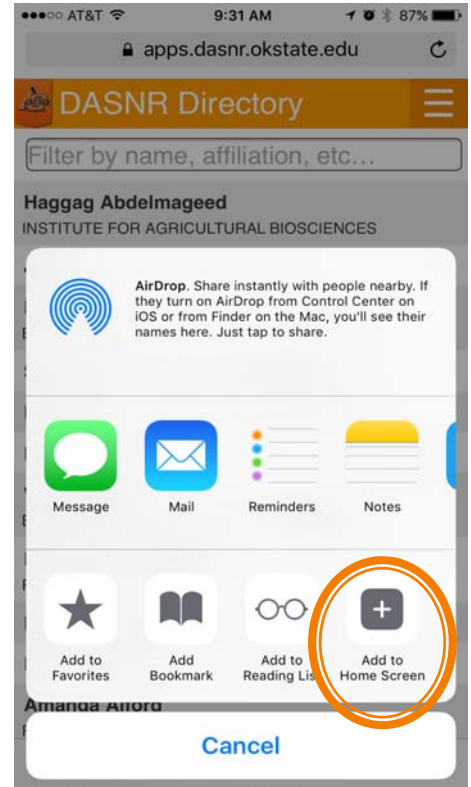 AT&T 9:31 AM 87%
apps.dasnr.okstate.edu
DASNR Directory
Filter by name, affiliation, etc...
Haggag Abdelmageed
INSTITUTE FOR AGRICULTURAL BIOSCIENCES
AirDrop. Share instantly with people nearby. If
they turn on AirDrop from Control Center on
iOS or from Finder on the Mac, you'll see their
names here. Just tap to share.
Message Mail Reminders Notes
Add to Add Add to Add to
Favorites Bookmark Reading Lis Home Screen
Amanda Alford
Cancel